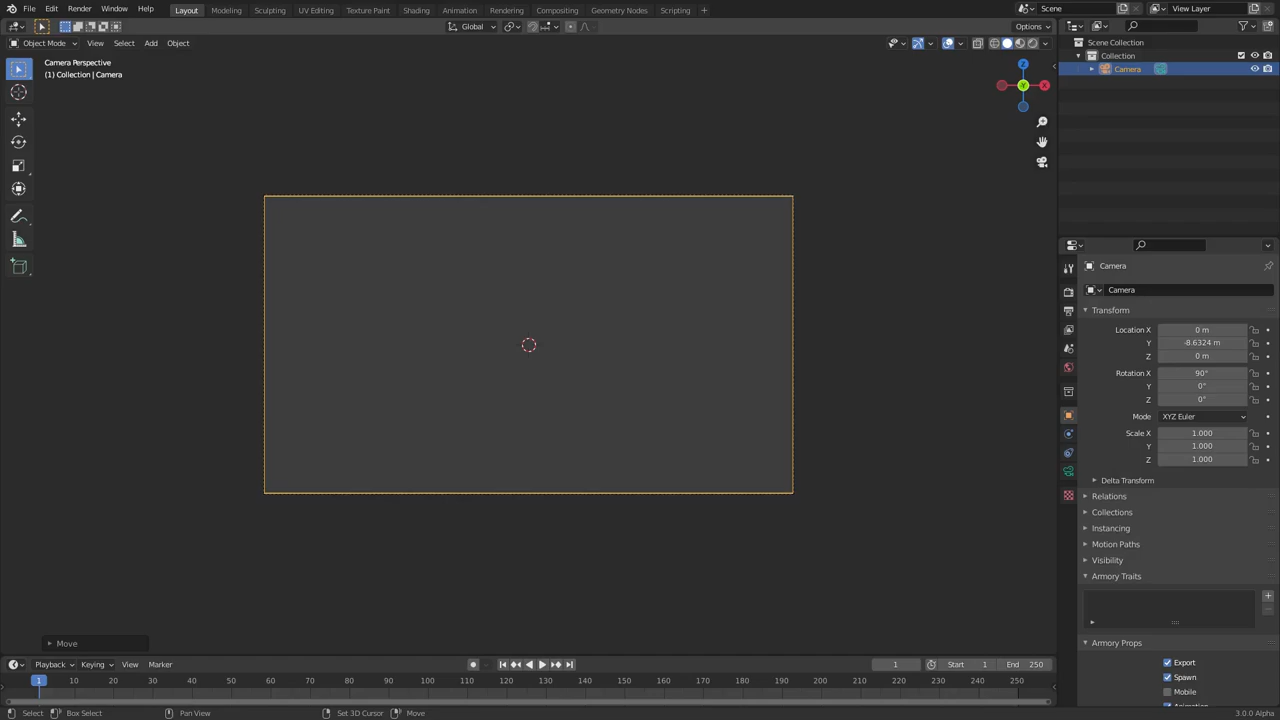 File Edit Render Window Help
Layout Modeling Sculpting UV Editing Texture Paint Shading Animation Rendering Compositing Geometry Nodes Scripting +
Scene
View Layer
Global
Options
Object Mode View Select Add Object
Camera Perspective
(1) Collection | Camera
Z
Y
X
Scene Collection
Collection
Camera
Camera
Camera
Transform
Location X 0 m
Y -8.6324 m
Z 0 m
Rotation X 90°
Y 0°
Z 0°
Mode XYZ Euler
Scale X 1.000
Y 1.000
Z 1.000
Delta Transform
Relations
Collections
Instancing
Motion Paths
Visibility
Armory Traits
Armory Props
Export
Spawn
Mobile
Animation
Move
Playback Keying View Marker
1
Start 1
End 250
1 10 20 30 40 50 60 70 80 90 100 110 120 130 140 150 160 170 180 190 200 210 220 230 240 250
Select Box Select Pan View Set 3D Cursor Move
3.0.0 Alpha